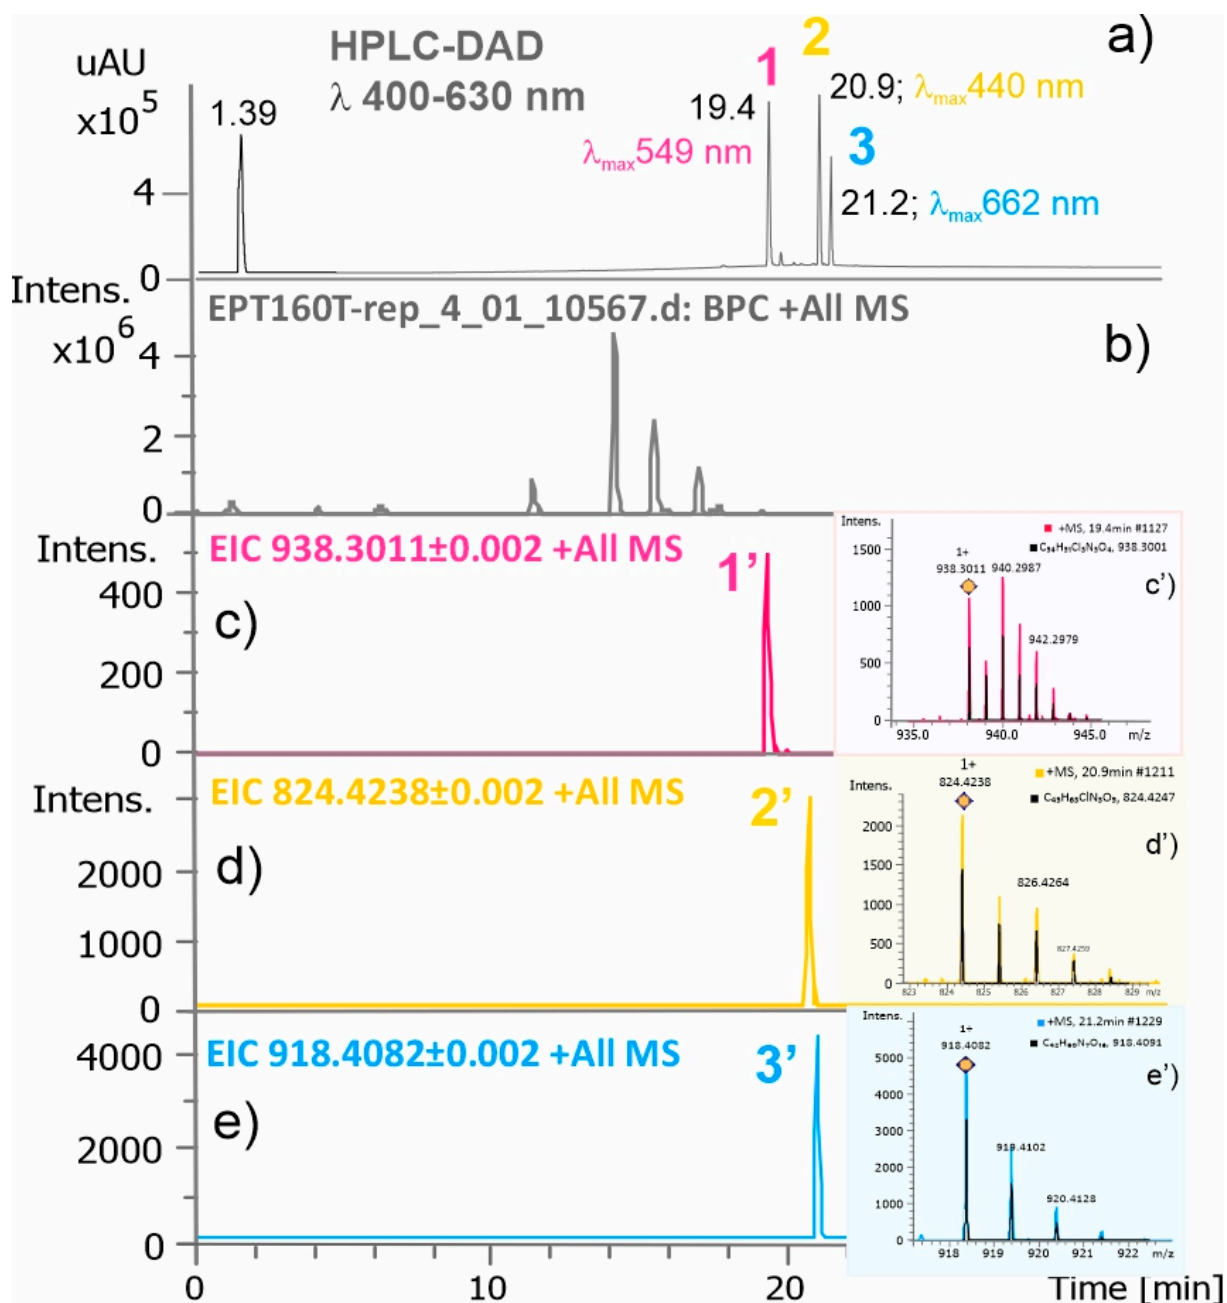 a)
uAU
x10⁵
HPLC-DAD
λ 400-630 nm
1.39
19.4
1
λmax549 nm
2
20.9; λmax440 nm
3
21.2; λmax662 nm
4
0
Intens.
x10⁶
EPT160T-rep_4_01_10567.d: BPC +All MS
b)
4
2
0
Intens.
EIC 938.3011±0.002 +All MS
1’
c)
400
200
0
Intens.
+MS, 19.4min #1127
1+
938.3011
940.2987
942.2979
c’)
1500
1000
500
0
935.0 940.0 945.0 m/z
Intens.
EIC 824.4238±0.002 +All MS
2’
d)
2000
1000
0
1+
824.4238
Intens.
+MS, 20.9min #1211
826.4264
827.4259
d’)
2000
1500
1000
500
0
823 824 825 826 827 828 829 m/z
EIC 918.4082±0.002 +All MS
3’
e)
4000
2000
0
Intens.
+MS, 21.2min #1229
1+
918.4082
919.4102
920.4128
e’)
5000
4000
3000
2000
1000
0
918 919 920 921 922 m/z
0 10 20 Time [min]